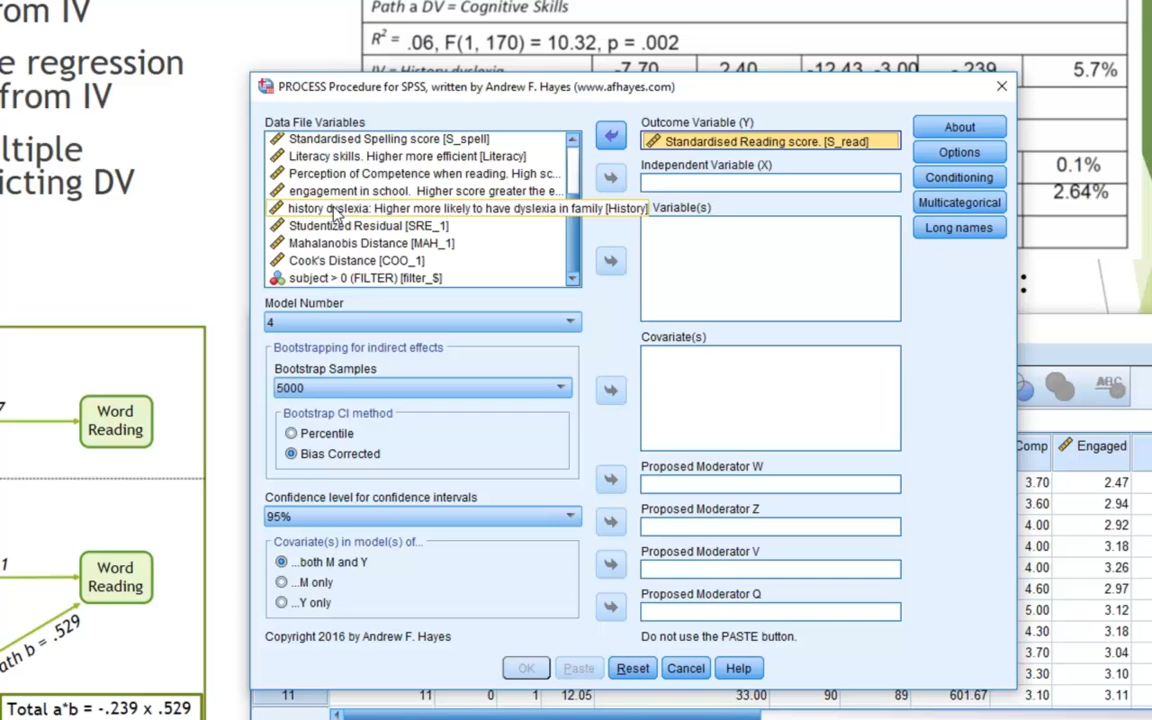 from IV
e regression
from IV
ltiple
icting DV
Path a DV = Cognitive Skills
R² = .06, F(1, 170) = 10.32, p = .002
IV = History dyslexia -7.70 2.40 -12.43 -3.00 -.239 5.7%
0.1%
2.64%
:
PROCESS Procedure for SPSS, written by Andrew F. Hayes (www.afhayes.com)
Data File Variables
Standardised Spelling score [S_spell]
Literacy skills. Higher more efficient [Literacy]
Perception of Competence when reading. High sc...
engagement in school. Higher score greater the e...
history dyslexia: Higher more likely to have dyslexia in family [History]
Studentized Residual [SRE_1]
Mahalanobis Distance [MAH_1]
Cook's Distance [COO_1]
subject > 0 (FILTER) [filter_$]
Model Number
4
Bootstrapping for indirect effects
Bootstrap Samples
5000
Bootstrap CI method
Percentile
Bias Corrected
Confidence level for confidence intervals
95%
Covariate(s) in model(s) of...
...both M and Y
...M only
...Y only
Copyright 2016 by Andrew F. Hayes
Outcome Variable (Y)
Standardised Reading score. [S_read]
Independent Variable (X)
Variable(s)
Covariate(s)
Proposed Moderator W
Proposed Moderator Z
Proposed Moderator V
Proposed Moderator Q
Do not use the PASTE button.
About
Options
Conditioning
Multicategorical
Long names
OK Paste Reset Cancel Help
Word
Reading
1
Word
Reading
ath b = .529
Total a*b = -.239 x .529
ABC
Comp Engaged
3.70 2.47
3.60 2.94
4.00 2.92
4.00 3.18
4.00 3.26
4.60 2.97
5.00 3.12
4.30 3.18
3.70 3.04
3.30 3.10
11 11 0 1 12.05 33.00 90 89 601.67 3.10 3.11